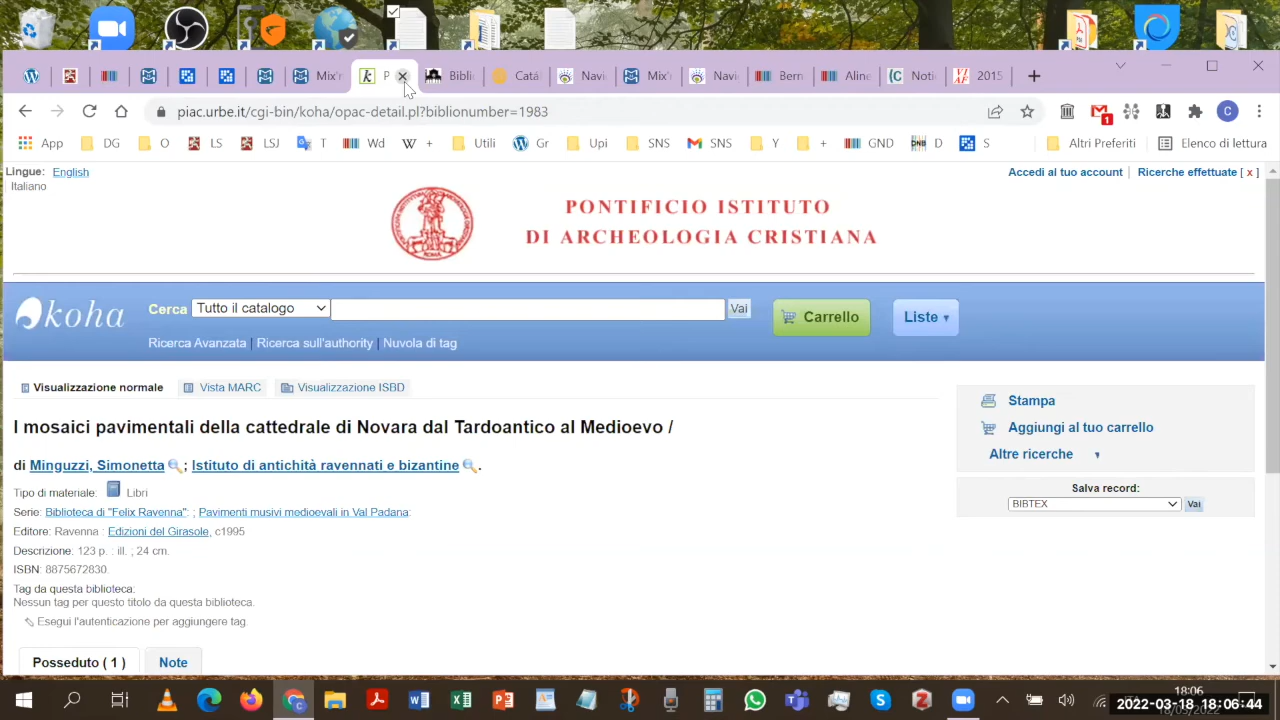 Mix'n
P
Bibli
Catá
Navi
Mix'
Navi
Bern
Aline
Noti
2015
piac.urbe.it/cgi-bin/koha/opac-detail.pl?biblionumber=1983
1
C
App DG O LS LSJ T Wd W + Utili Gr Upi SNS SNS Y + GND D S Altri Preferiti Elenco di lettura
Lingue: English
Italiano
Accedi al tuo account | Ricerche effettuate [ x ]
ROMA
PONTIFICIO ISTITUTO
DI ARCHEOLOGIA CRISTIANA
koha
Cerca Tutto il catalogo Vai
Carrello
Liste ▾
Ricerca Avanzata | Ricerca sull'authority | Nuvola di tag
Visualizzazione normale Vista MARC Visualizzazione ISBD
I mosaici pavimentali della cattedrale di Novara dal Tardoantico al Medioevo /
di Minguzzi, Simonetta ; Istituto di antichità ravennati e bizantine .
Tipo di materiale: Libri
Serie: Biblioteca di "Felix Ravenna": ; Pavimenti musivi medioevali in Val Padana:
Editore: Ravenna : Edizioni del Girasole, c1995
Descrizione: 123 p. : ill. ; 24 cm.
ISBN: 8875672830.
Tag da questa biblioteca:
Nessun tag per questo titolo da questa biblioteca.
Esegui l'autenticazione per aggiungere tag.
Posseduto ( 1 ) Note
Stampa
Aggiungi al tuo carrello
Altre ricerche
Salva record:
BIBTEX Vai
18:06
2022-03-18 18:06:44